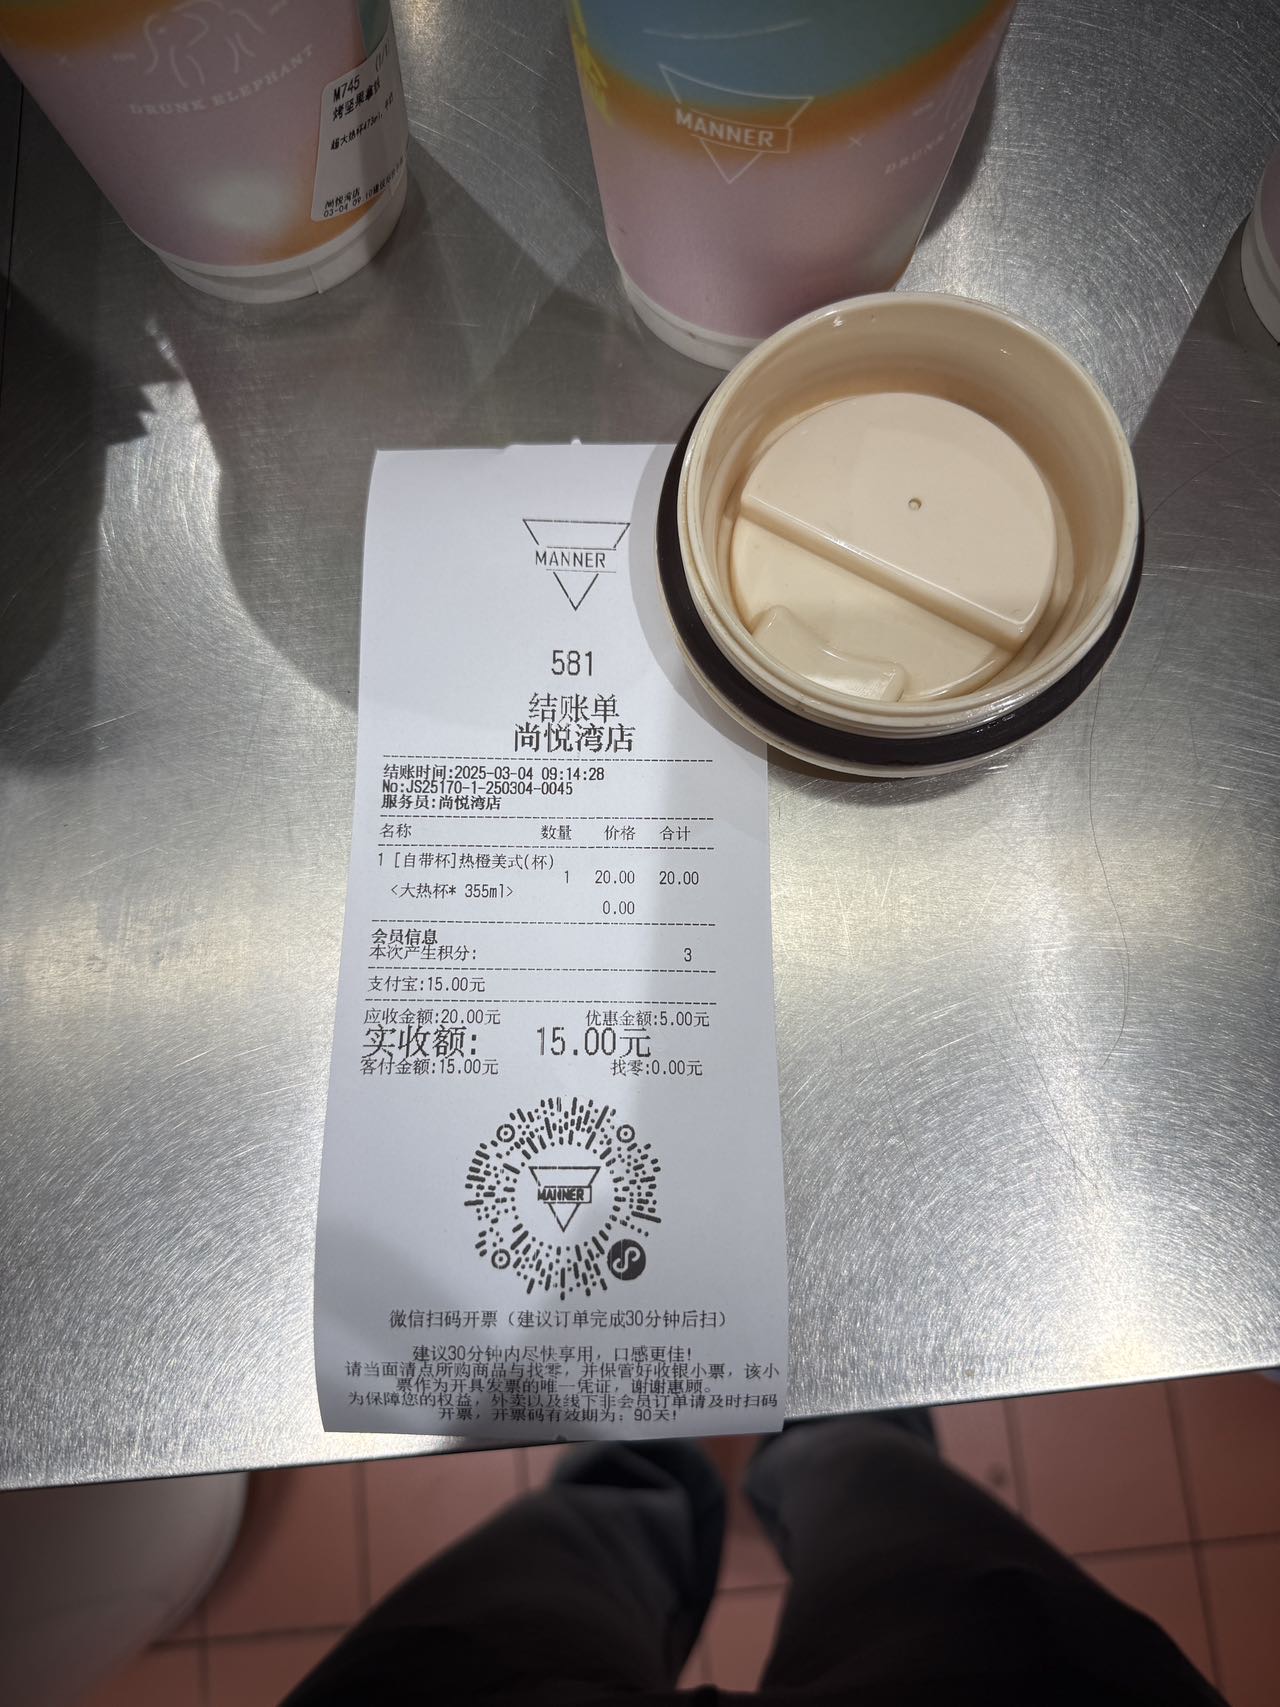 DRUNK ELEPHANT
M745 (1/1)
烤坚果拿铁
尚悦湾店
MANNER ×
MANNER
581
结账单
尚悦湾店
结账时间:2025-03-04 09:14:28
No:JS25170-1-250304-0045
服务员:尚悦湾店
名称 数量 价格 合计
1 [自带杯]热橙美式(杯)
1 20.00 20.00
<大热杯* 355ml>
0.00
会员信息
本次产生积分: 3
支付宝:15.00元
应收金额:20.00元 优惠金额:5.00元
实收额: 15.00元
客付金额:15.00元 找零:0.00元
MANNER
微信扫码开票（建议订单完成30分钟后扫）
建议30分钟内尽快享用，口感更佳!
请当面清点所购商品与找零，并保管好收银小票，该小
票作为开具发票的唯一凭证，谢谢惠顾。
为保障您的权益，外卖以及线下非会员订单请及时扫码
开票，开票码有效期为：90天!